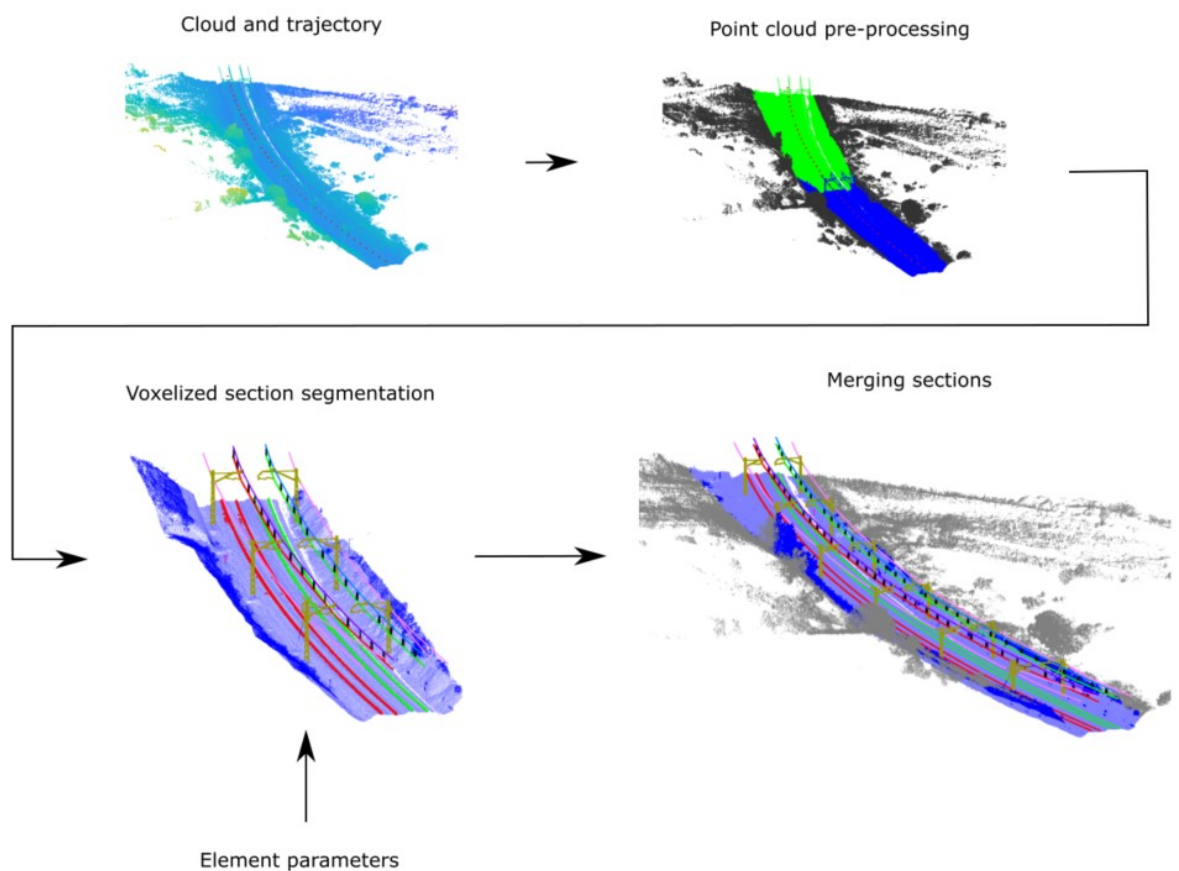 Cloud and trajectory
Point cloud pre-processing
Voxelized section segmentation
Merging sections
Element parameters